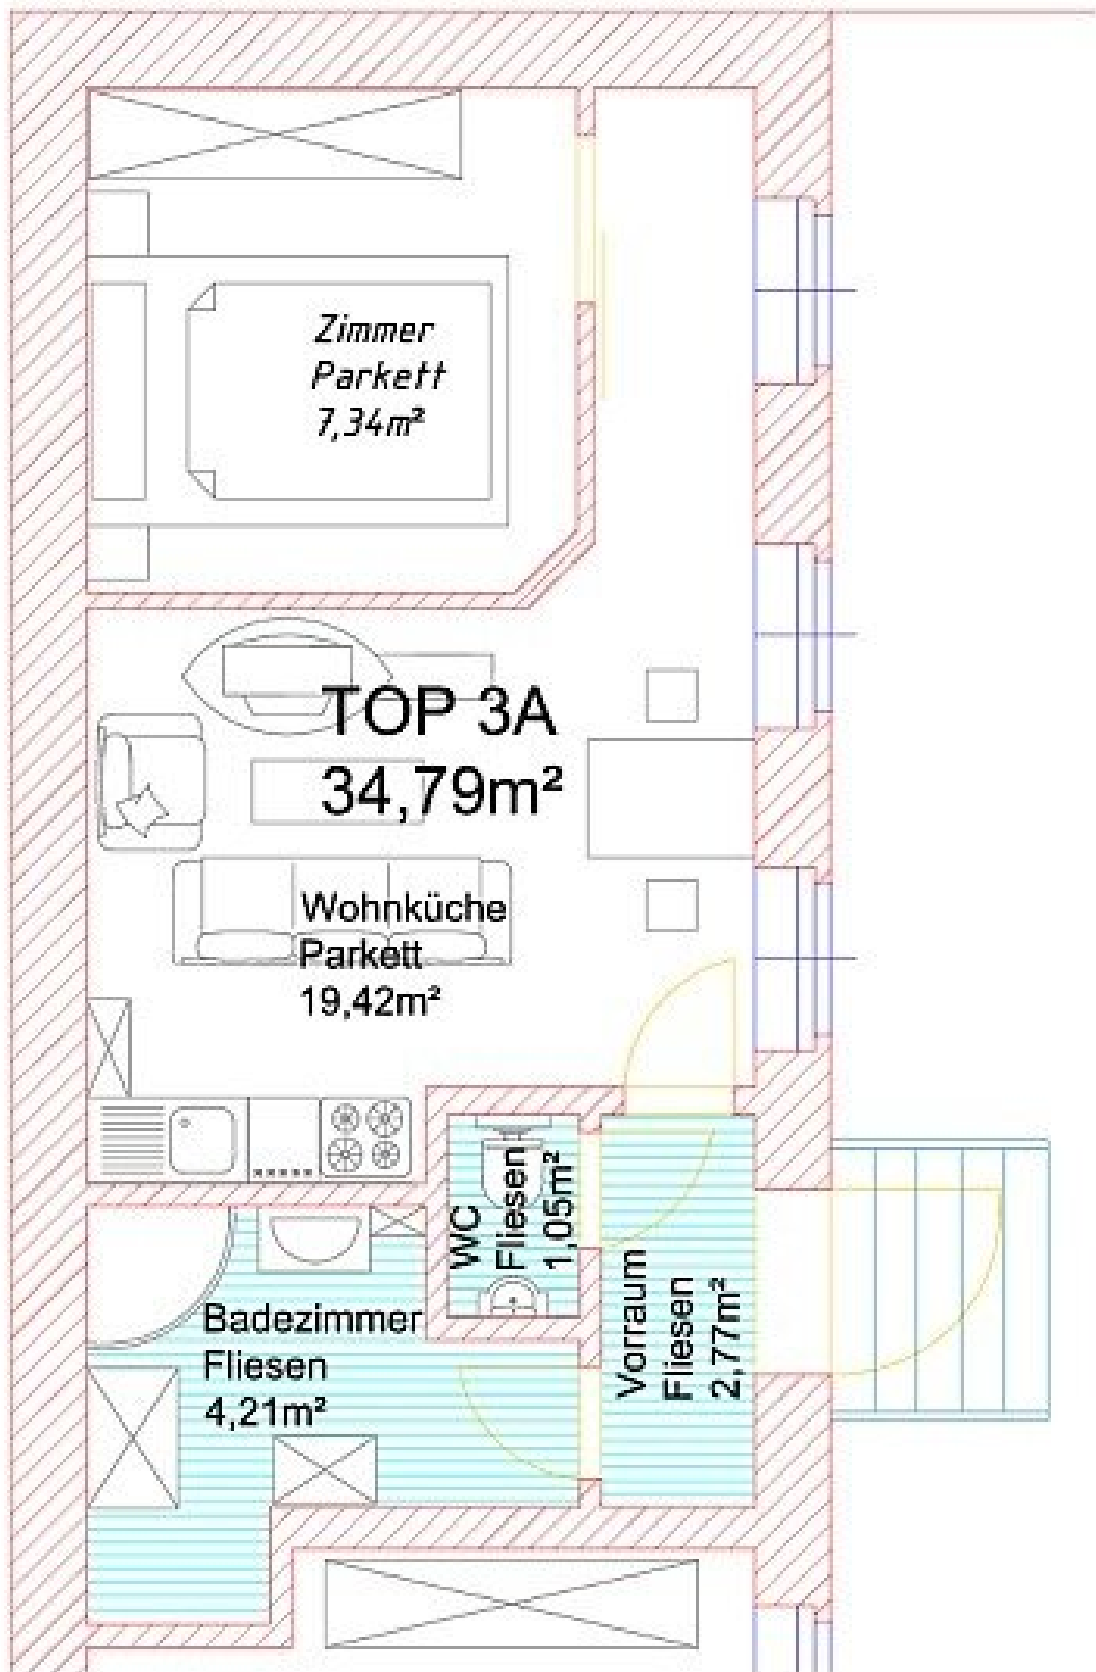 Zimmer
Parkett
7,34m²
TOP 3A
34,79m²
Wohnküche
Parkett
19,42m²
WC
Fliesen
1,05m²
Vorraum
Fliesen
2,77m²
Badezimmer
Fliesen
4,21m²